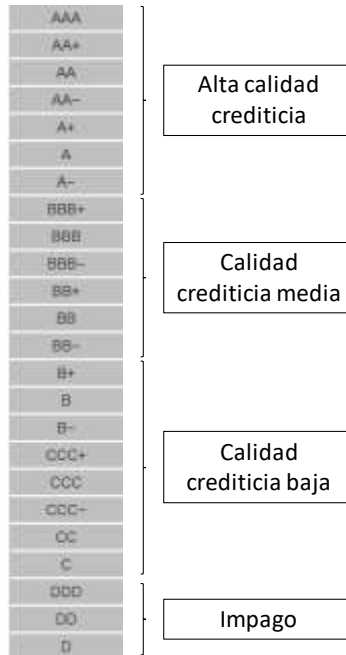 AAA
AA+
AA
AA−
A+
A
A−
BBB+
BBB
BBB−
BB+
BB
BB−
B+
B
B−
CCC+
CCC
CCC−
CC
C
DDD
DD
D
Alta calidad
crediticia
Calidad
crediticia media
Calidad
crediticia baja
Impago